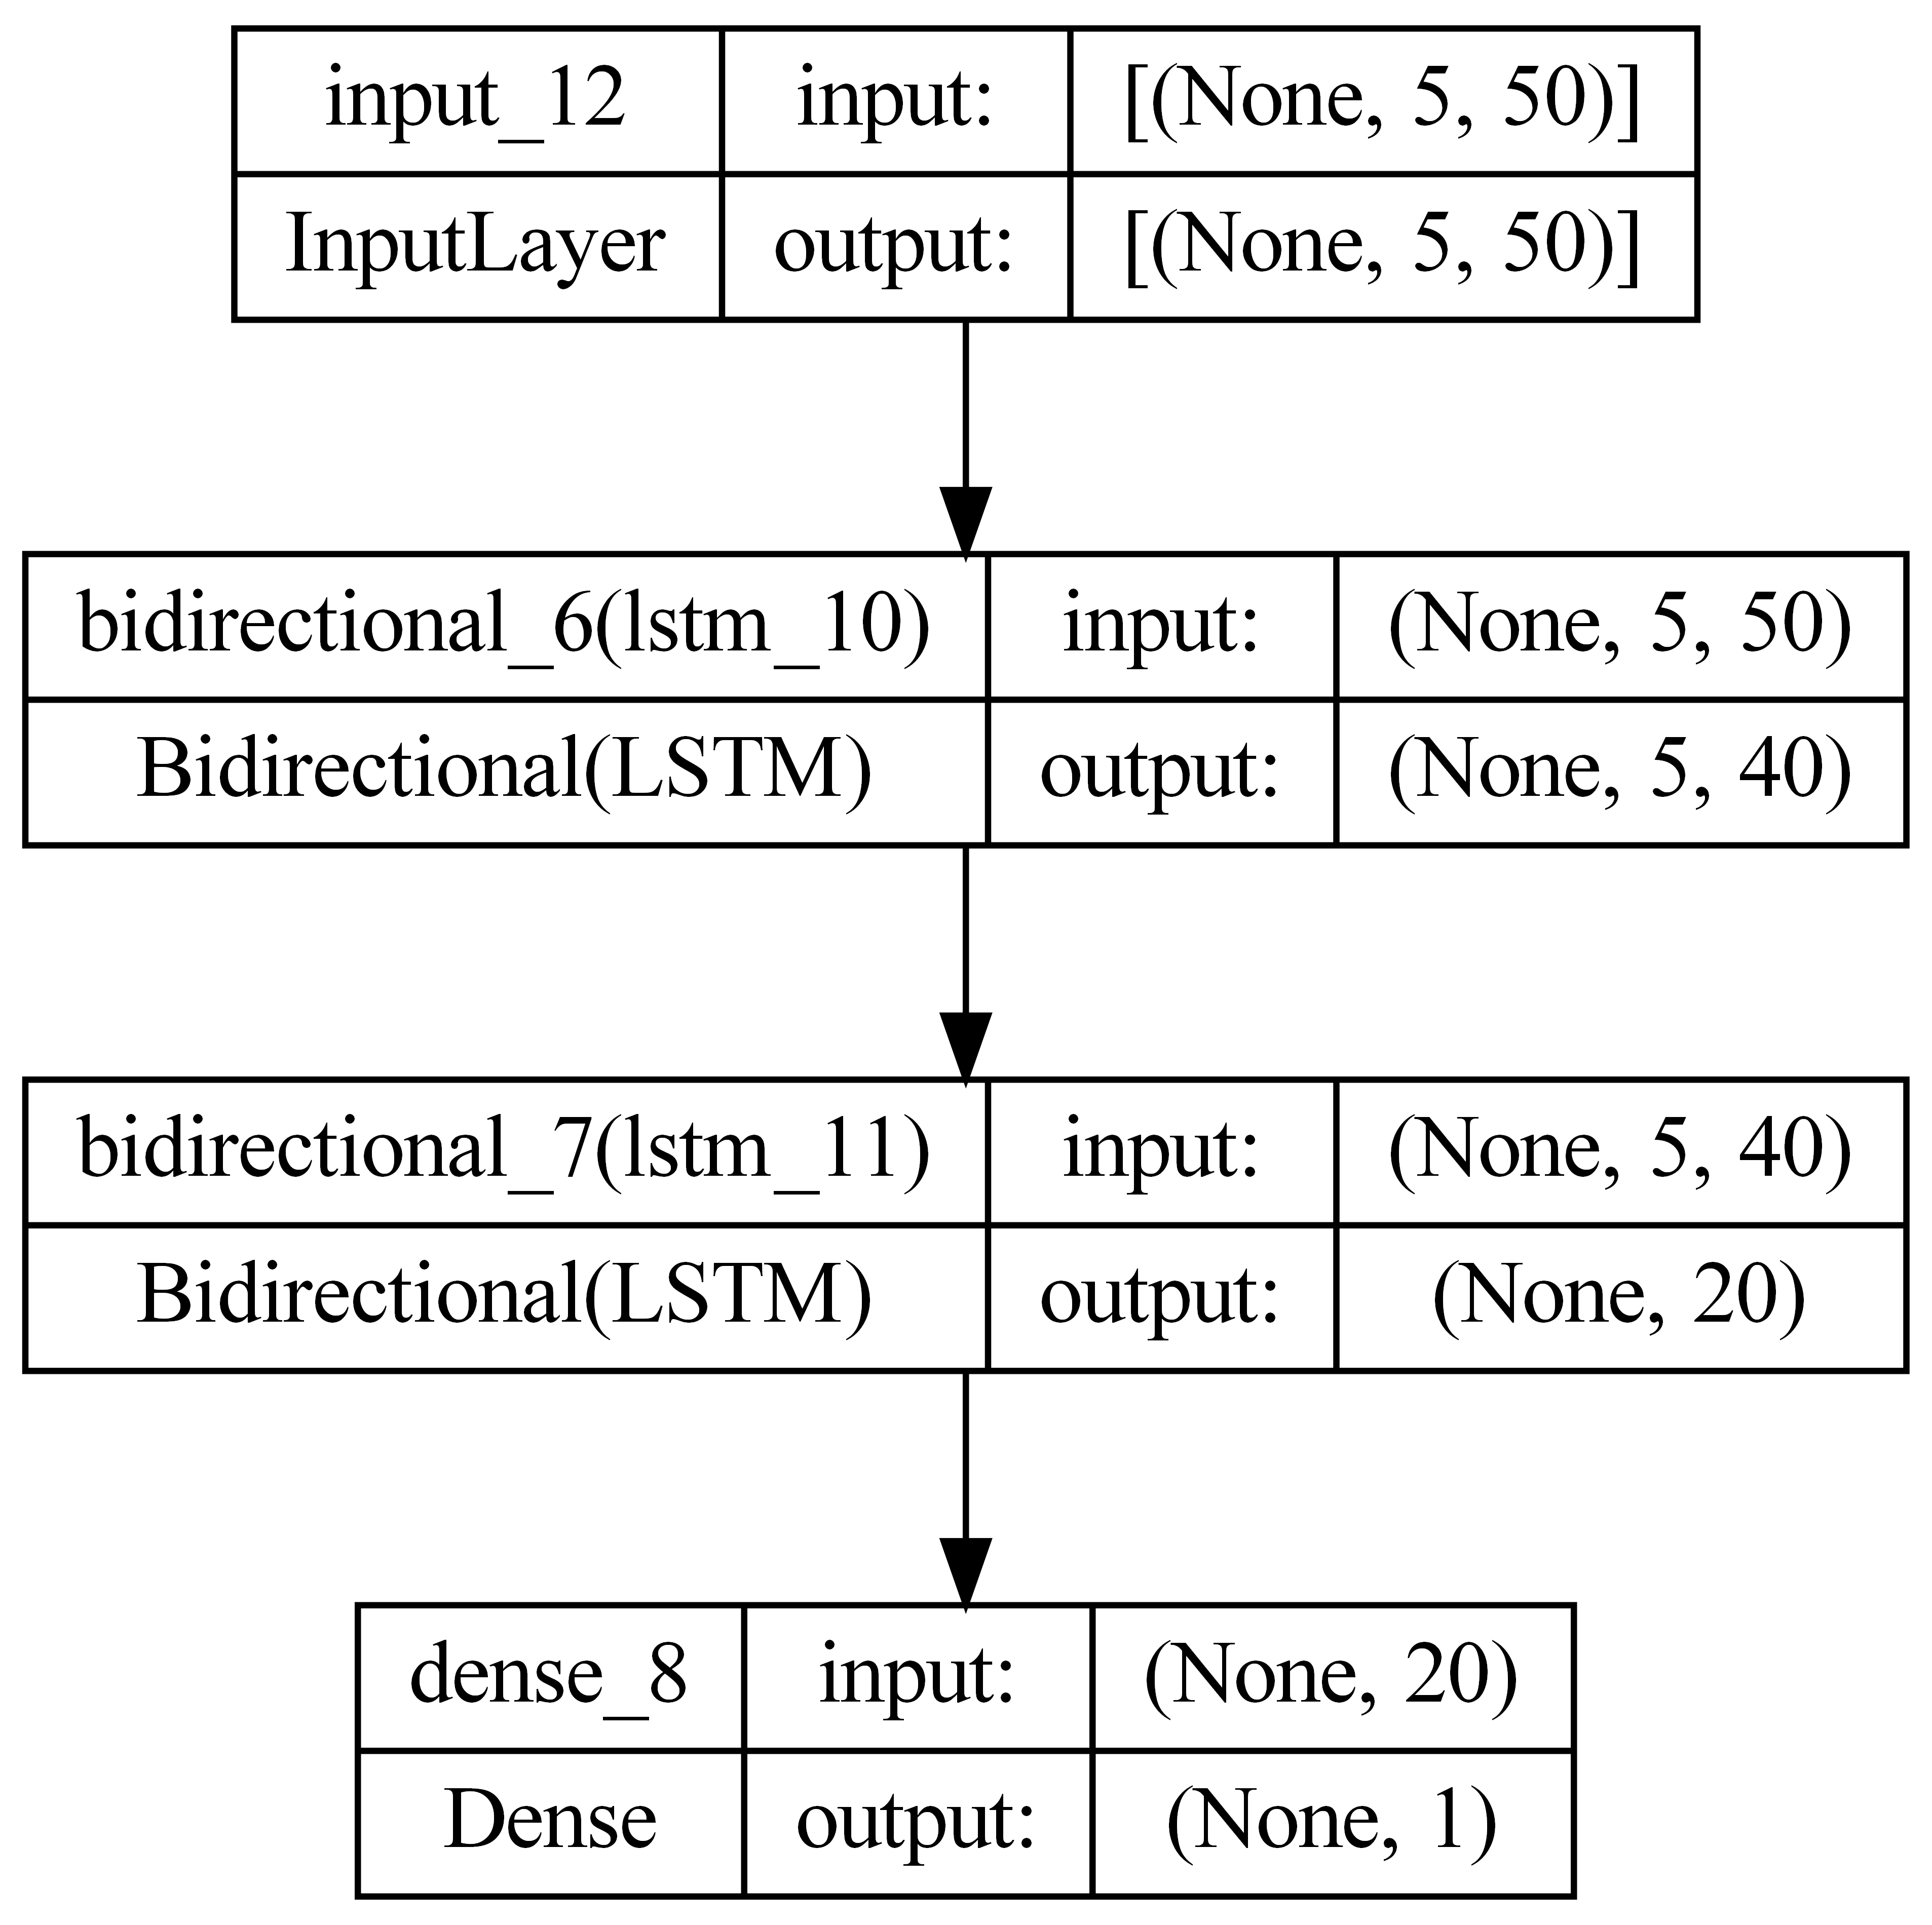 input_12 input: [(None, 5, 50)]
InputLayer output: [(None, 5, 50)]
bidirectional_6(lstm_10) input: (None, 5, 50)
Bidirectional(LSTM) output: (None, 5, 40)
bidirectional_7(lstm_11) input: (None, 5, 40)
Bidirectional(LSTM) output: (None, 20)
dense_8 input: (None, 20)
Dense output: (None, 1)